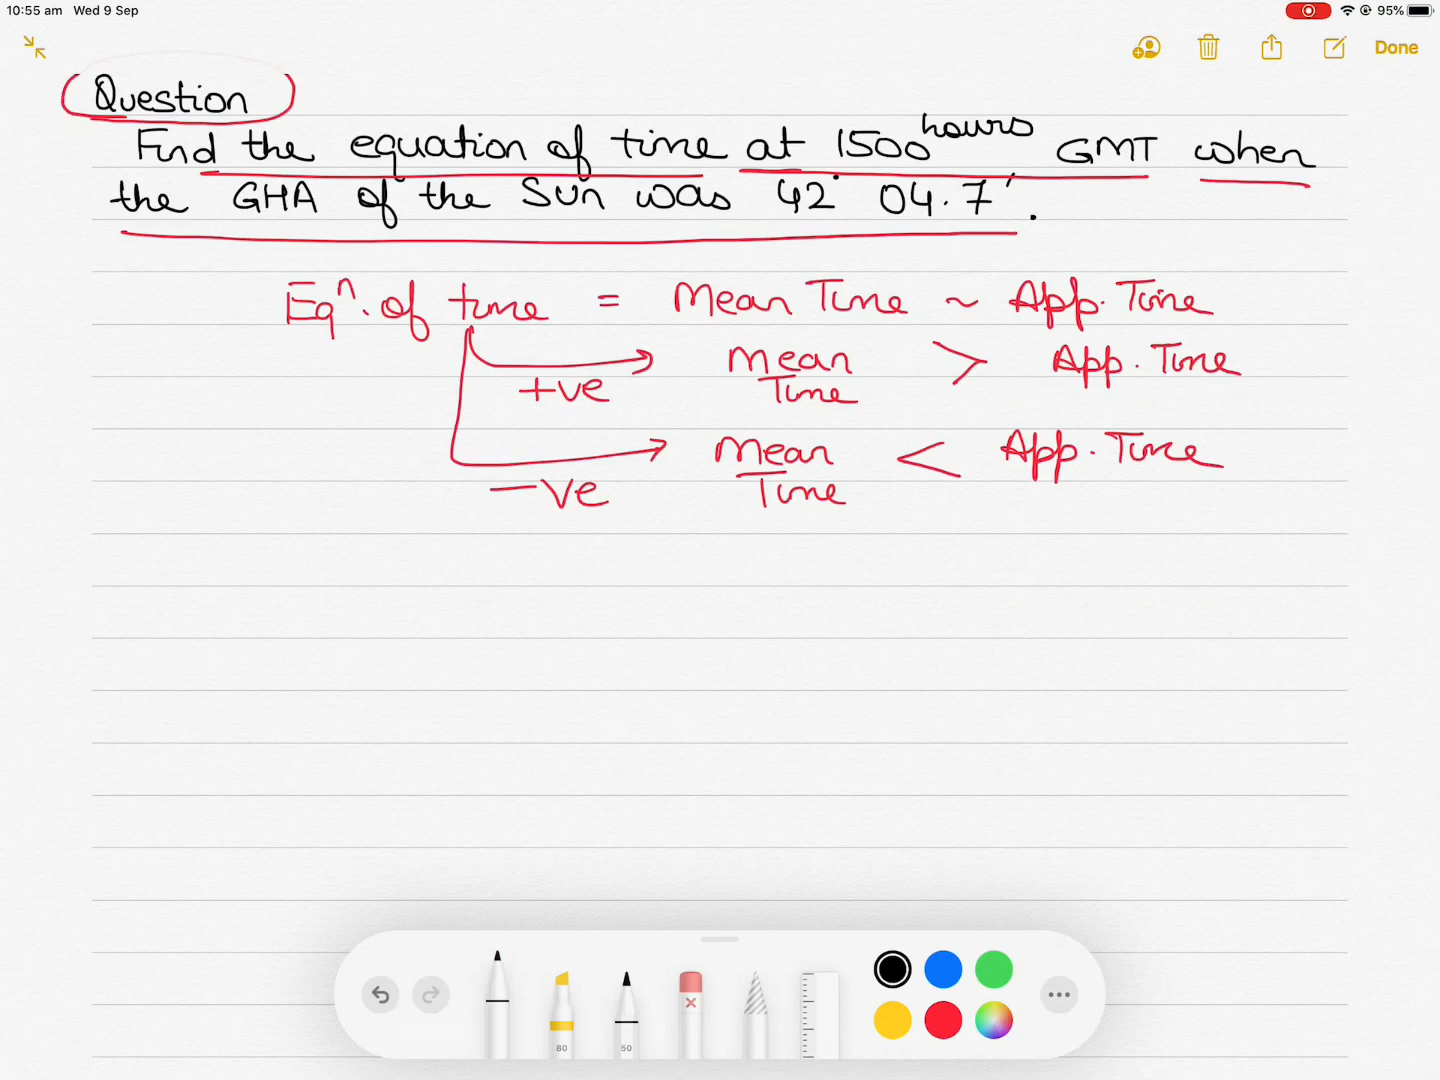 10:55 am Wed 9 Sep 95%
Done
Question
Find the equation of time at 1500 hours GMT when
the GHA of the Sun was 42° 04.7'.
Eqⁿ. of time = Mean Time ~ App. Time
+ve Mean Time > App. Time
-ve Mean Time < App. Time
80 50